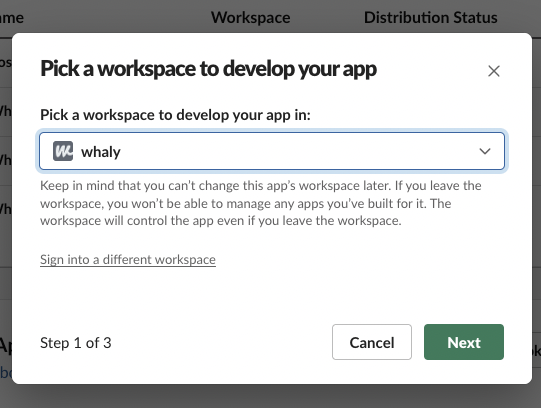 Workspace Distribution Status
Pick a workspace to develop your app
Pick a workspace to develop your app in:
whaly
Keep in mind that you can't change this app's workspace later. If you leave the
workspace, you won't be able to manage any apps you've built for it. The
workspace will control the app even if you leave the workspace.
Sign into a different workspace
Step 1 of 3 Cancel Next